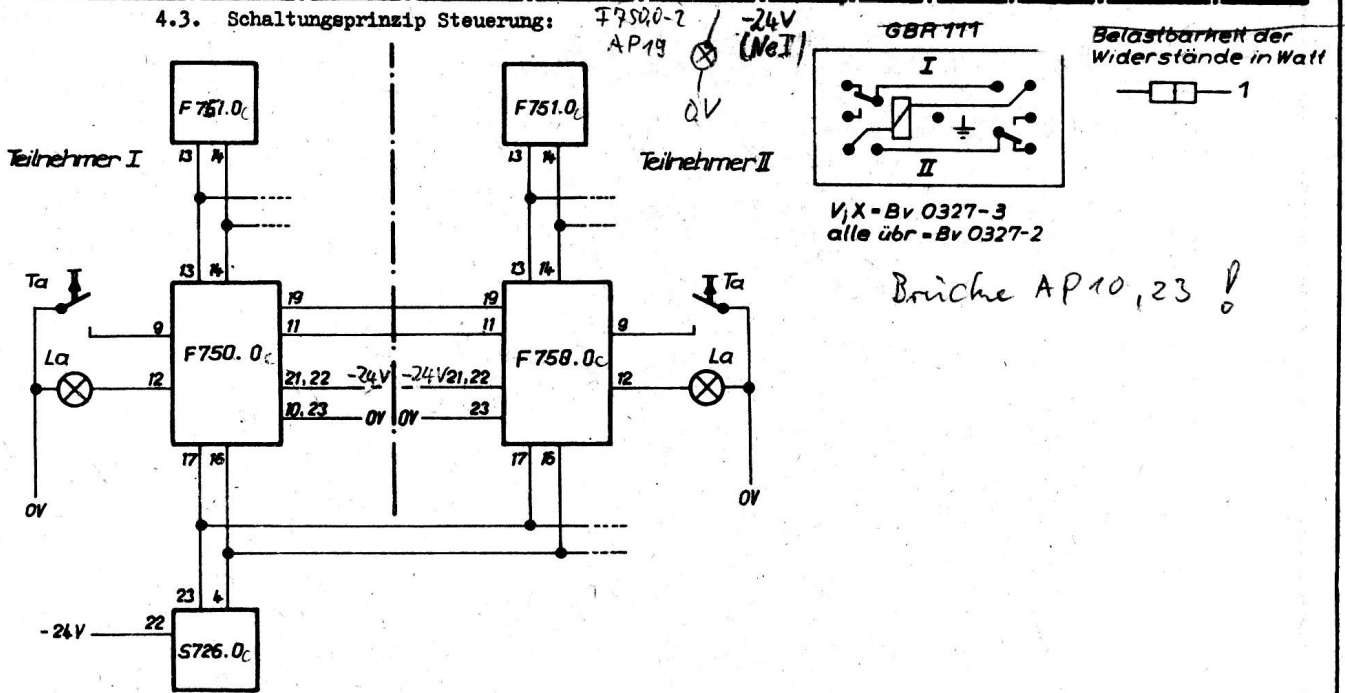 4.3. Schaltungsprinzip Steuerung:
F750,0-2
AP19
-24V
(NeI)
0V
GBR 111
Belastbarkeit der
Widerstände in Watt
I
1
II
V;X=Bv 0327-3
alle übr=Bv 0327-2
Brücke AP10,23 !
F751.0c
F751.0c
13 14
13 14
Teilnehmer I
Teilnehmer II
13 14
13 14
Ta
Ta
19
19
9
11
11
9
F750.0c
F750.0c
La
La
12
21,22 -24V
-24V 21,22
12
10,23 0V
0V 23
17 16
17 16
0V
0V
23 4
-24V
22
S726.0c